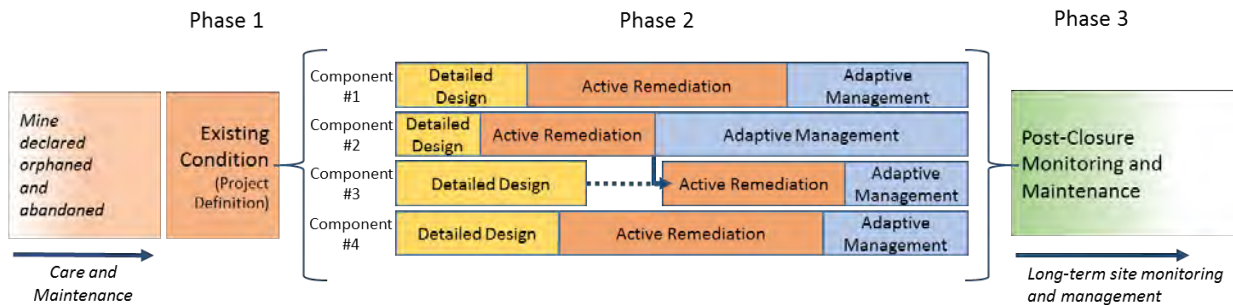 Phase 1
Phase 2
Phase 3
Mine
declared
orphaned
and
abandoned
Care and
Maintenance
Existing
Condition
(Project
Definition)
Component
#1
Detailed
Design
Active Remediation
Adaptive
Management
Component
#2
Detailed
Design
Active Remediation
Adaptive Management
Component
#3
Detailed Design
Active Remediation
Adaptive
Management
Component
#4
Detailed Design
Active Remediation
Adaptive
Management
Post-Closure
Monitoring and
Maintenance
Long-term site monitoring
and management